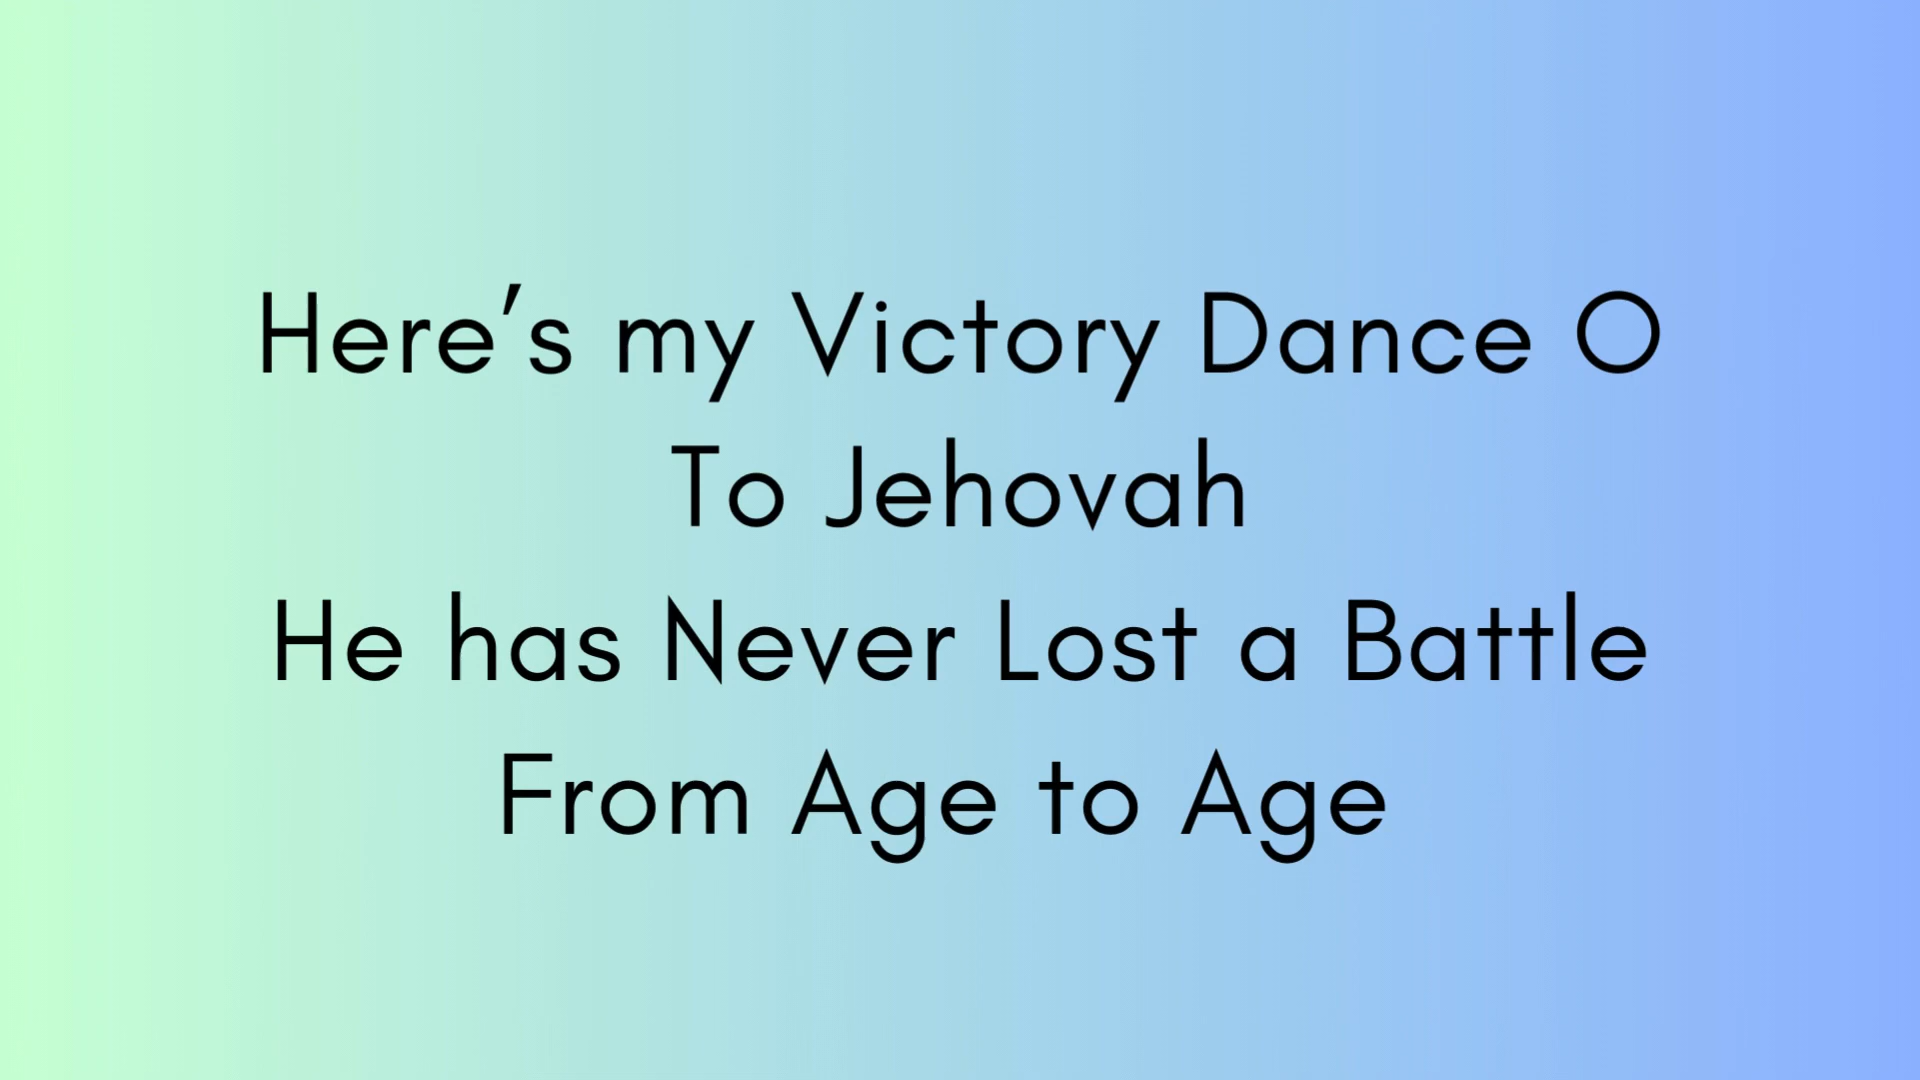 Here’s my Victory Dance O
To Jehovah
He has Never Lost a Battle
From Age to Age